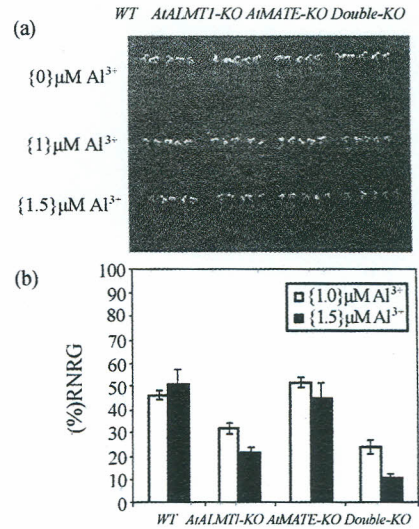 WT AtALMT1-KO AtMATE-KO Double-KO
(a)
{0}μM Al³⁺
{1}μM Al³⁺
{1.5}μM Al³⁺
(b)
100
90
80
70
60
50
40
30
20
10
0
(%)RNRG
{1.0}μM Al³⁺
{1.5}μM Al³⁺
WT AtALMT1-KO AtMATE-KO Double-KO